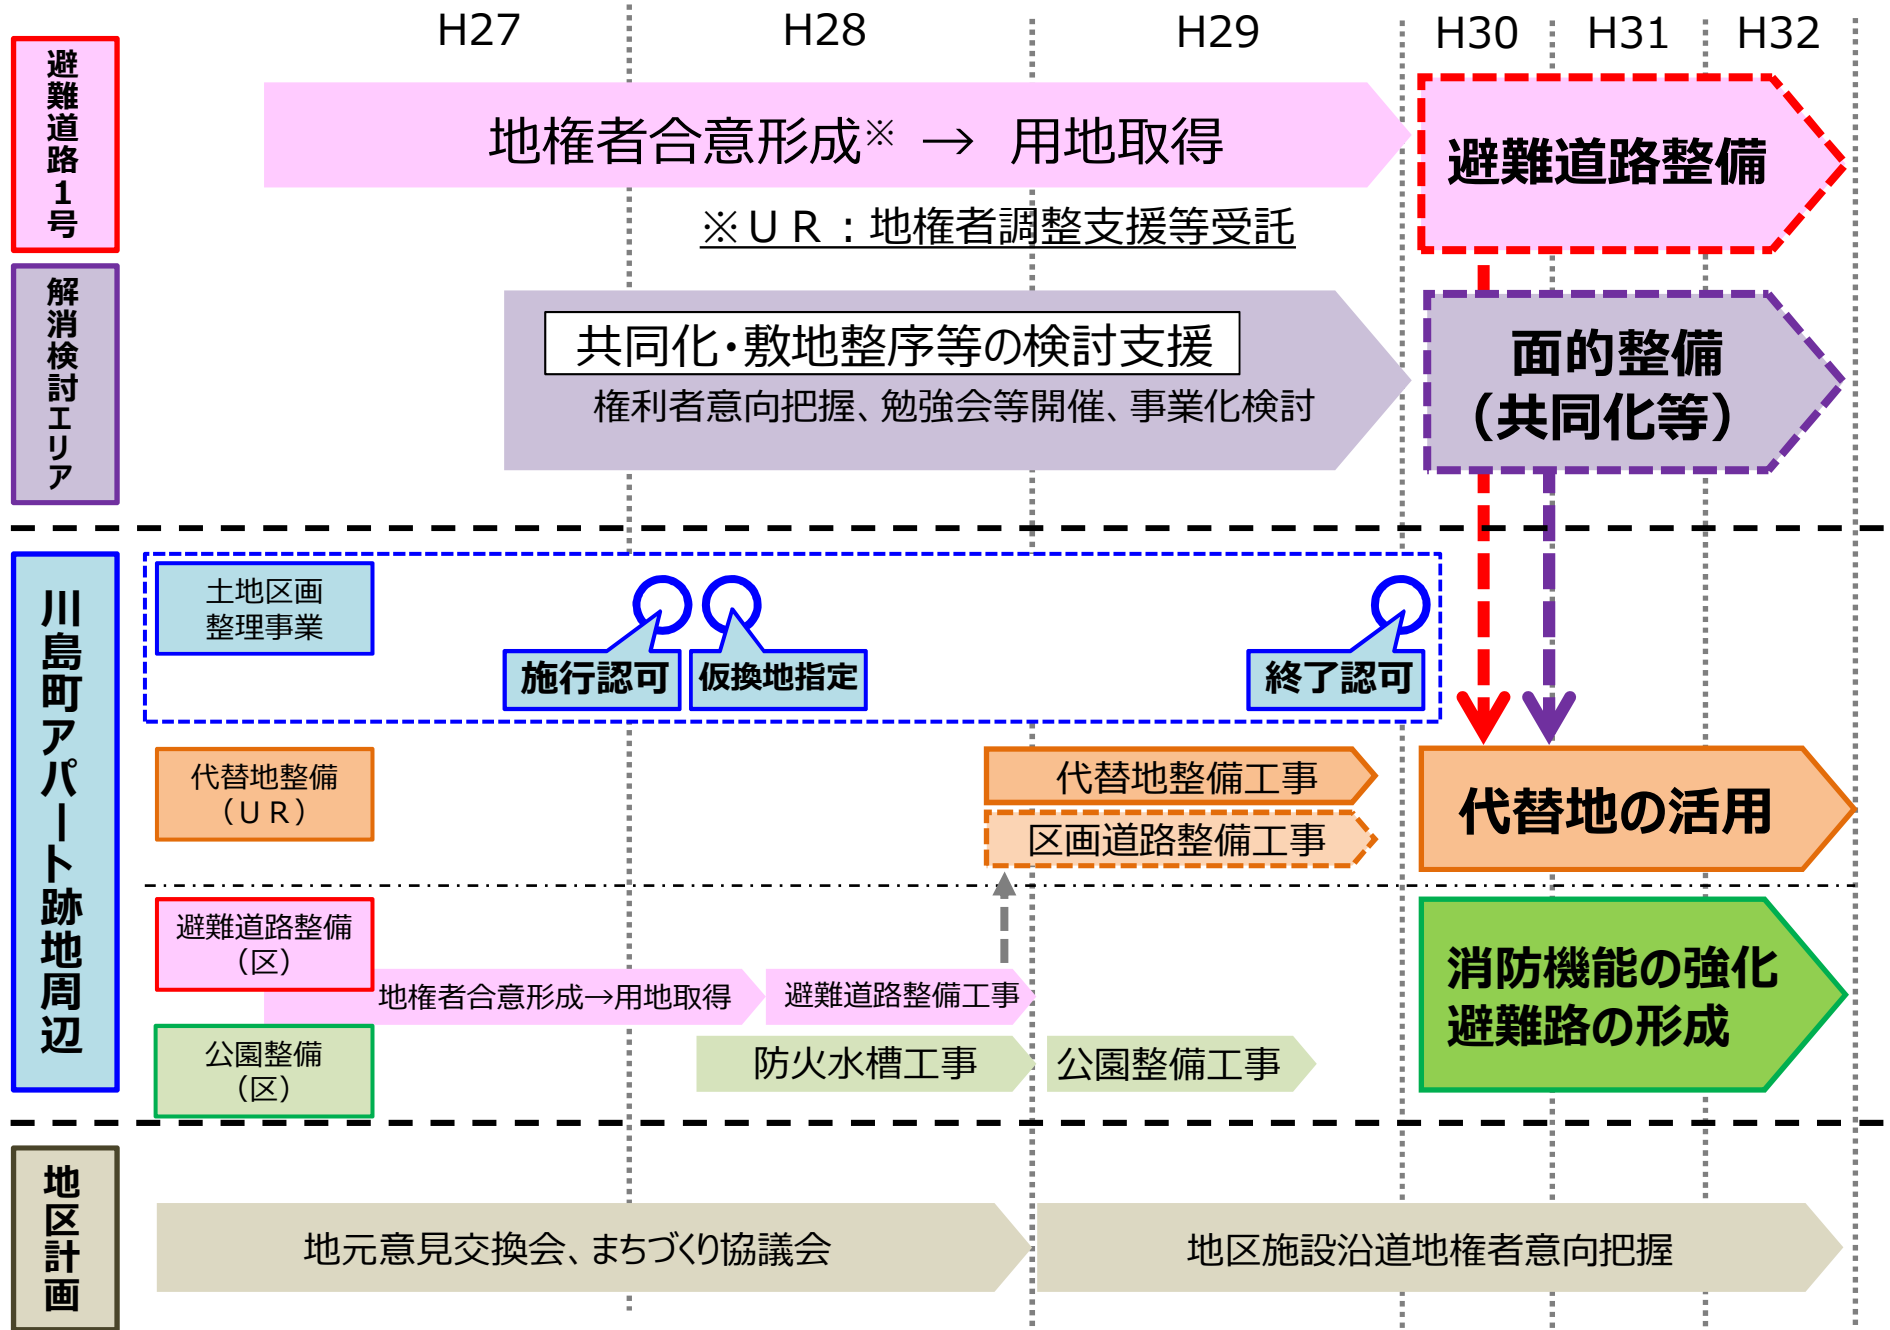 H27
H28
H29
H30
H31
H32
避難道路1号
地権者合意形成※ → 用地取得
避難道路整備
※UR:地権者調整支援等受託
解消検討エリア
共同化・敷地整序等の検討支援
権利者意向把握、勉強会等開催、事業化検討
面的整備
(共同化等)
川島町アパート跡地周辺
土地区画
整理事業
施行認可
仮換地指定
終了認可
代替地整備
(UR)
代替地整備工事
区画道路整備工事
代替地の活用
避難道路整備
(区)
地権者合意形成→用地取得
避難道路整備工事
公園整備
(区)
防火水槽工事
公園整備工事
消防機能の強化
避難路の形成
地区計画
地元意見交換会、まちづくり協議会
地区施設沿道地権者意向把握